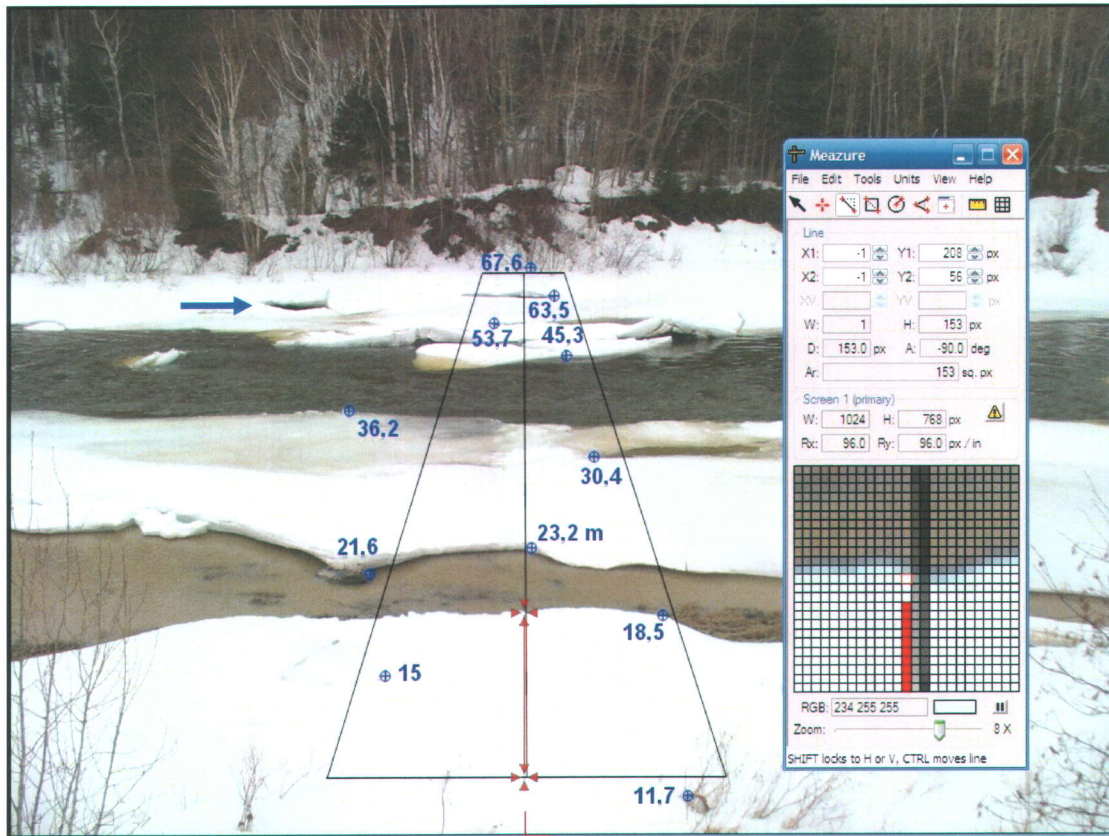 67,6
63,5
53,7
45,3
36,2
30,4
23,2 m
21,6
18,5
15
11,7
Meazure
File Edit Tools Units View Help
Line
X1: -1 Y1: 208 px
X2: -1 Y2: 56 px
XV: YV: px
W: 1 H: 153 px
D: 153.0 px A: -90.0 deg
Ar: 153 sq. px
Screen 1 (primary)
W: 1024 H: 768 px
Rx: 96.0 Ry: 96.0 px / in
RGB: 234 255 255
Zoom: 8 X
SHIFT locks to H or V, CTRL moves line